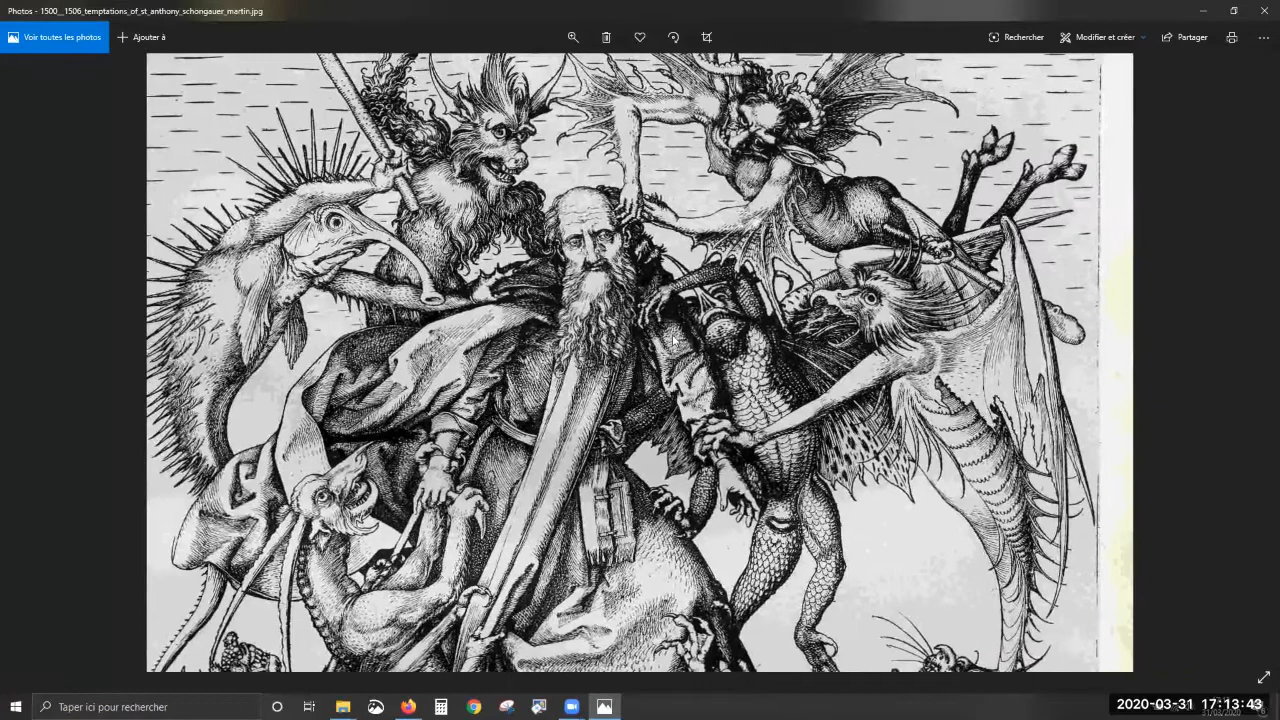 Photos - 1500__1506_temptations_of_st_anthony_schongauer_martin.jpg
Voir toutes les photos
Ajouter à
Rechercher
Modifier et créer
Partager
Taper ici pour rechercher
2020-03-31 17:13:43